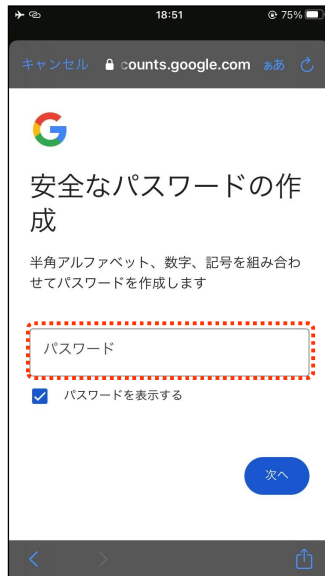 18:51
75%
キャンセル counts.google.com ぁあ
安全なパスワードの作
成
半角アルファベット、数字、記号を組み合わ
せてパスワードを作成します
パスワード
パスワードを表示する
次へ